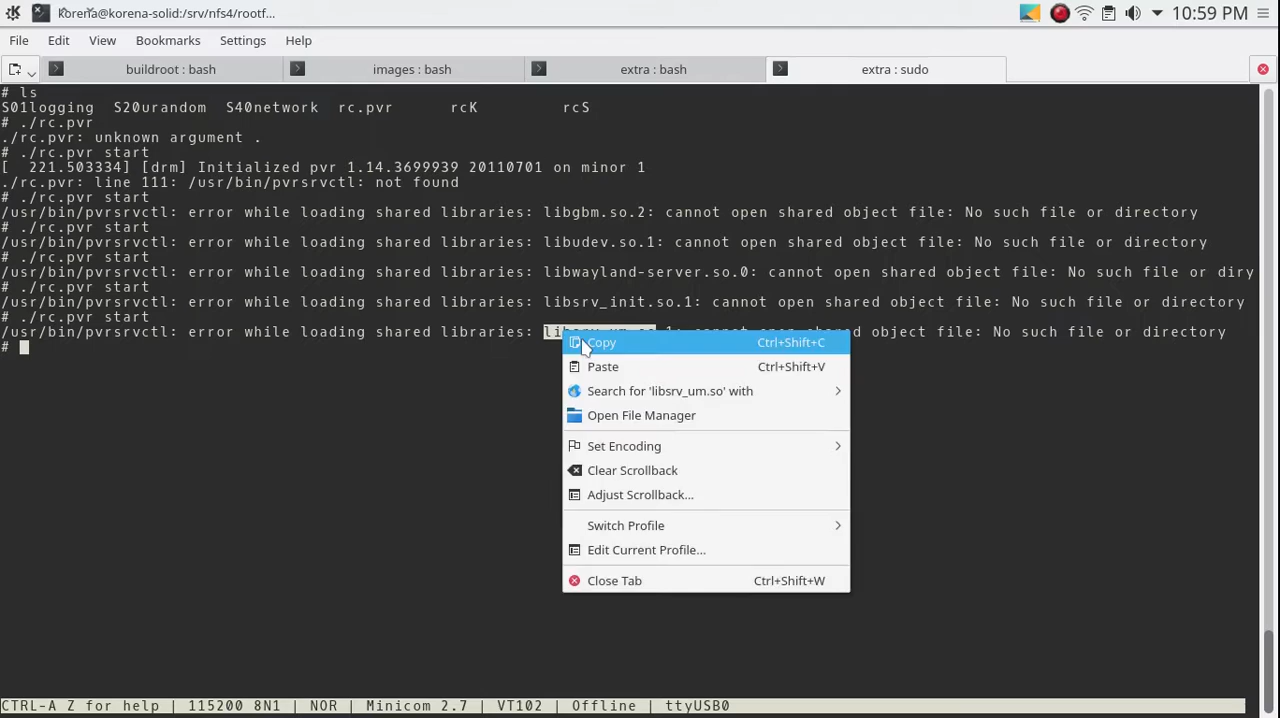 korena@korena-solid:/srv/nfs4/rootf...
10:59 PM
File Edit View Bookmarks Settings Help
buildroot : bash images : bash extra : bash extra : sudo
# ls
S01logging S20urandom S40network rc.pvr rcK rcS
# ./rc.pvr
./rc.pvr: unknown argument .
# ./rc.pvr start
[ 221.503334] [drm] Initialized pvr 1.14.3699939 20110701 on minor 1
./rc.pvr: line 111: /usr/bin/pvrsrvctl: not found
# ./rc.pvr start
/usr/bin/pvrsrvctl: error while loading shared libraries: libgbm.so.2: cannot open shared object file: No such file or directory
# ./rc.pvr start
/usr/bin/pvrsrvctl: error while loading shared libraries: libudev.so.1: cannot open shared object file: No such file or directory
# ./rc.pvr start
/usr/bin/pvrsrvctl: error while loading shared libraries: libwayland-server.so.0: cannot open shared object file: No such file or diry
# ./rc.pvr start
/usr/bin/pvrsrvctl: error while loading shared libraries: libsrv_init.so.1: cannot open shared object file: No such file or directory
# ./rc.pvr start
/usr/bin/pvrsrvctl: error while loading shared libraries: libsrv_um.so.1: cannot open shared object file: No such file or directory
#
Copy Ctrl+Shift+C
Paste Ctrl+Shift+V
Search for 'libsrv_um.so' with
Open File Manager
Set Encoding
Clear Scrollback
Adjust Scrollback...
Switch Profile
Edit Current Profile...
Close Tab Ctrl+Shift+W
CTRL-A Z for help | 115200 8N1 | NOR | Minicom 2.7 | VT102 | Offline | ttyUSB0